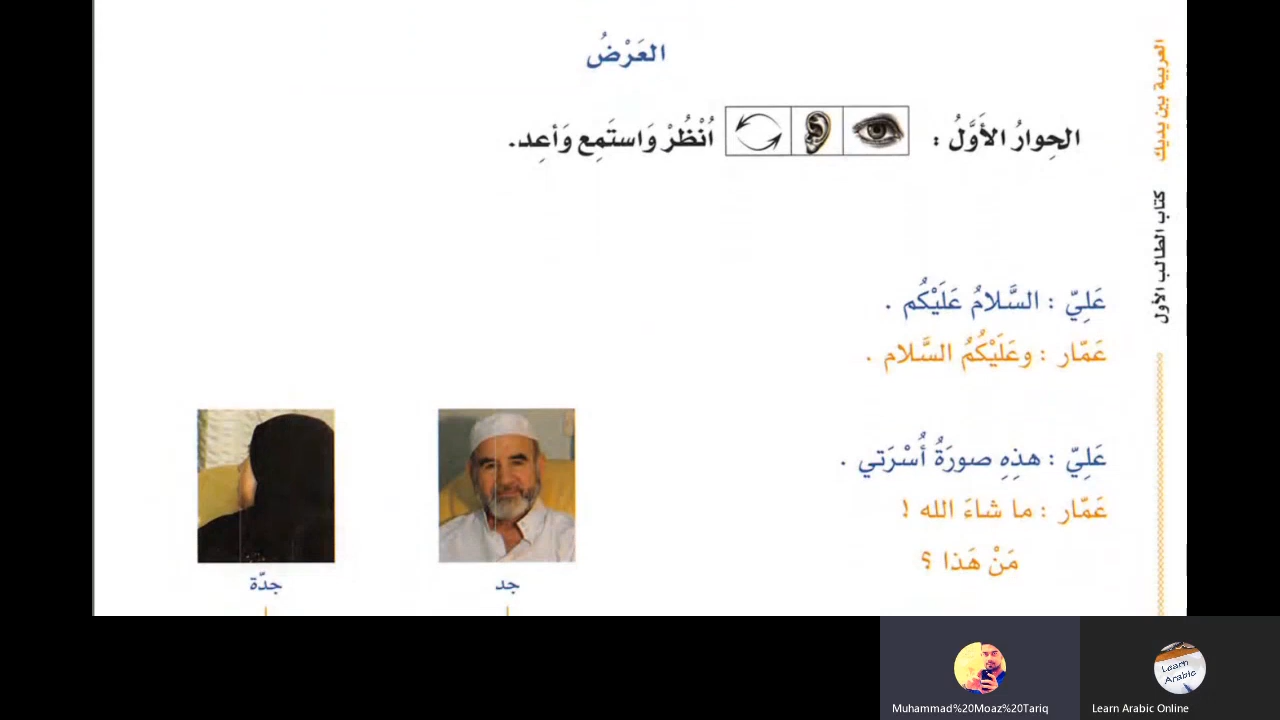 العَرْضُ
الحِوارُ الأَوَّلُ : اُنْظُرْ وَاستَمِع وَأعِد.
العربية بين يديك
كتاب الطالب الأول
عَلِيّ : السَّلامُ عَلَيْكُم .
عَمّار : وعَلَيْكُمُ السَّلام .
عَلِيّ : هذِهِ صورَةُ أُسْرَتي .
عَمّار : ما شاءَ الله !
مَنْ هَذا ؟
جد
جدّة
Learn Arabic
Muhammad%20Moaz%20Tariq
Learn Arabic Online